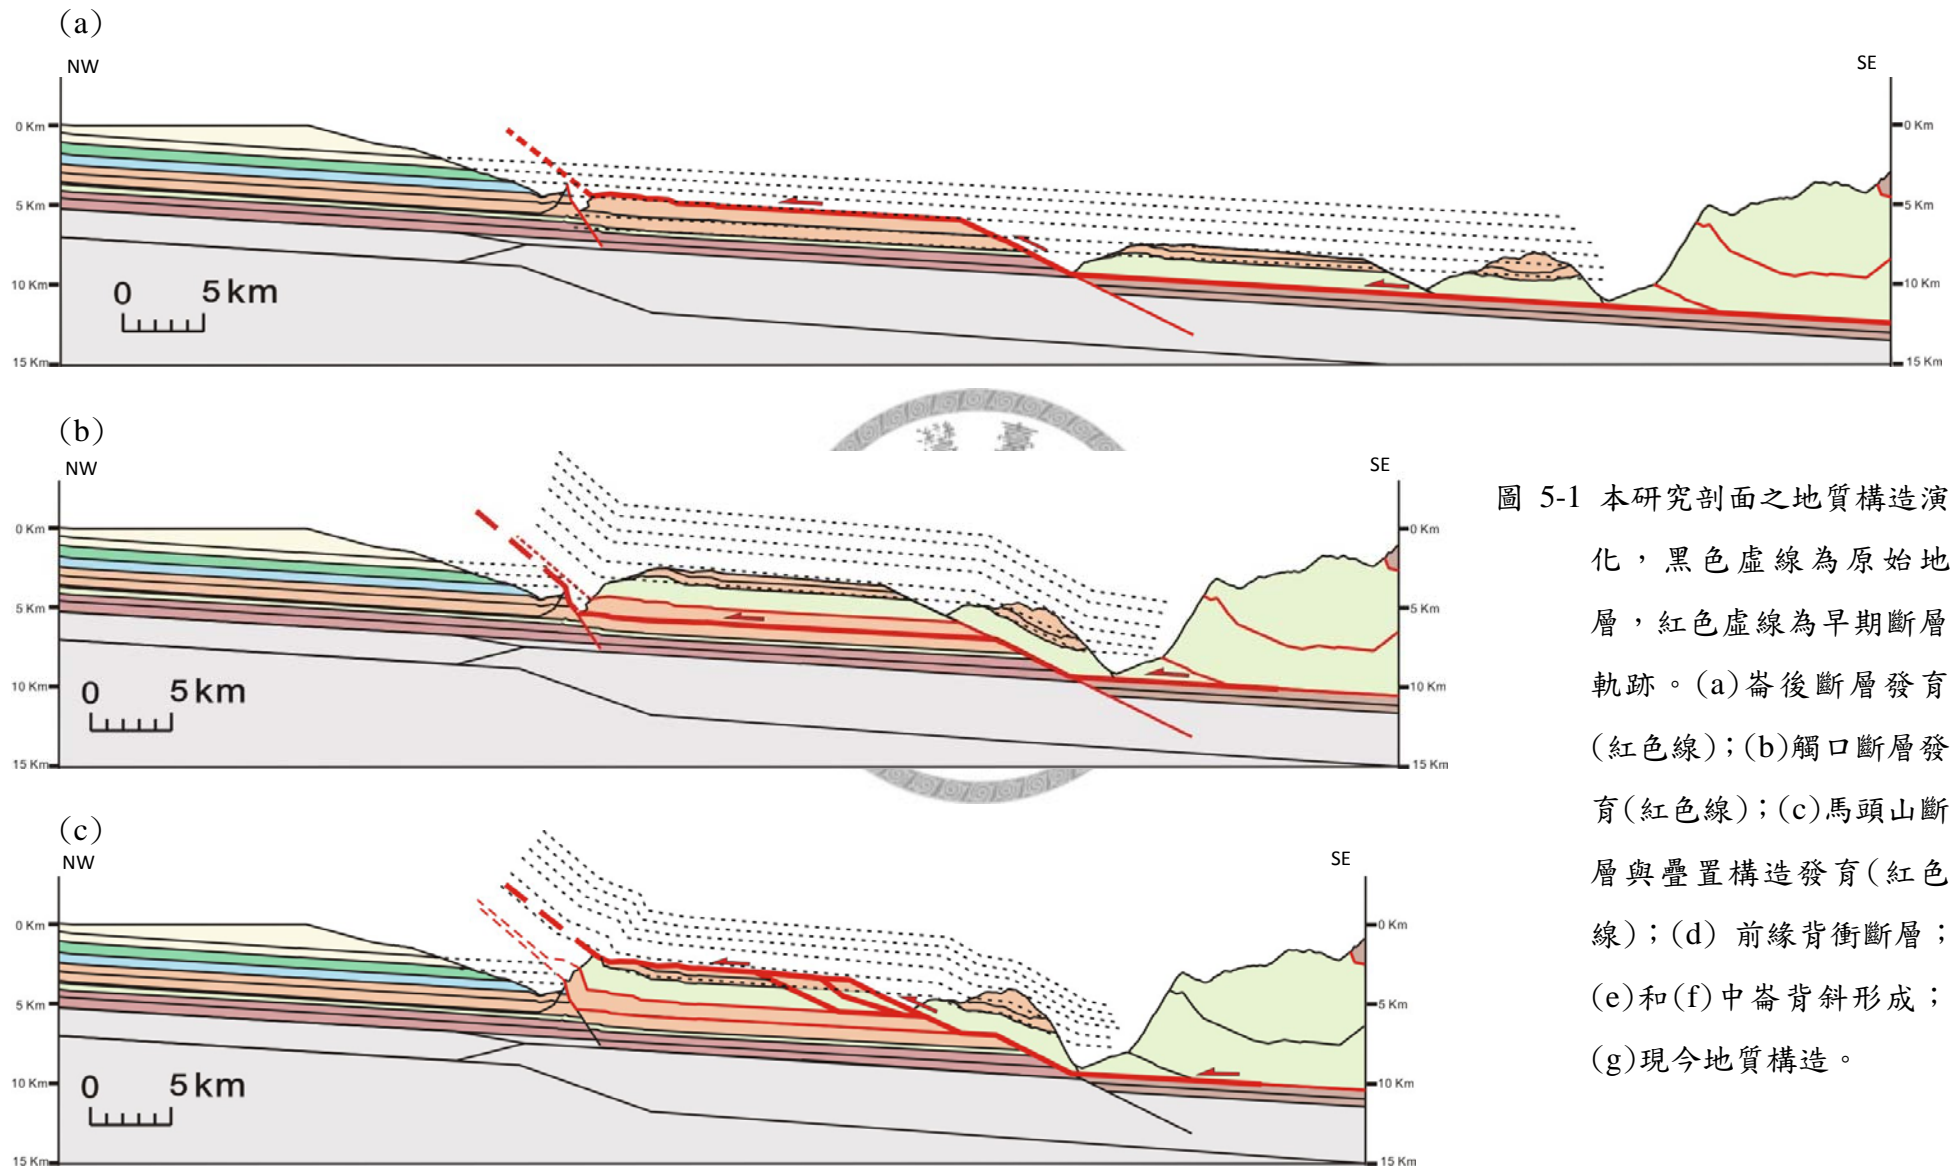 (a)
NW
SE
0 Km
5 Km
10 Km
15 Km
0 Km
5 Km
10 Km
15 Km
0 5 km
(b)
NW
SE
0 Km
5 Km
10 Km
15 Km
0 Km
5 Km
10 Km
15 Km
0 5 km
(c)
NW
SE
0 Km
5 Km
10 Km
15 Km
0 Km
5 Km
10 Km
15 Km
0 5 km
圖 5-1 本研究剖面之地質構造演
化，黑色虛線為原始地
層，紅色虛線為早期斷層
軌跡。(a)崙後斷層發育
(紅色線)；(b)觸口斷層發
育(紅色線)；(c)馬頭山斷
層與疊置構造發育(紅色
線)；(d) 前緣背衝斷層；
(e)和(f)中崙背斜形成；
(g)現今地質構造。